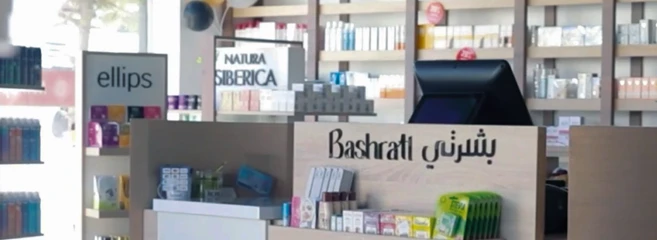 ellips
NATURA
SIBERICA
Bashrati بشرتي